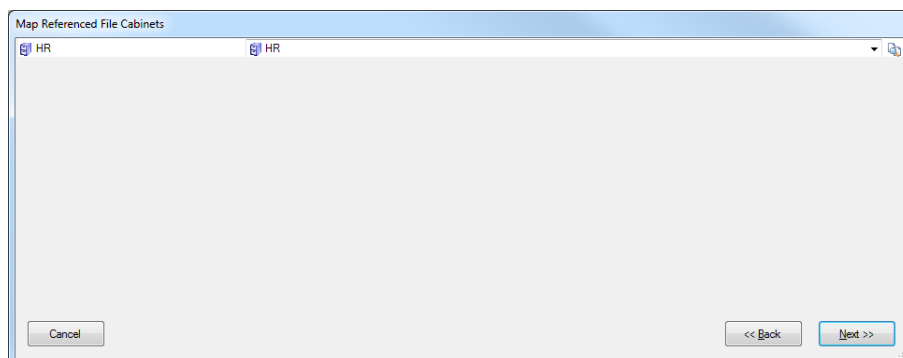 Map Referenced File Cabinets
HR HR
Cancel << Back Next >>